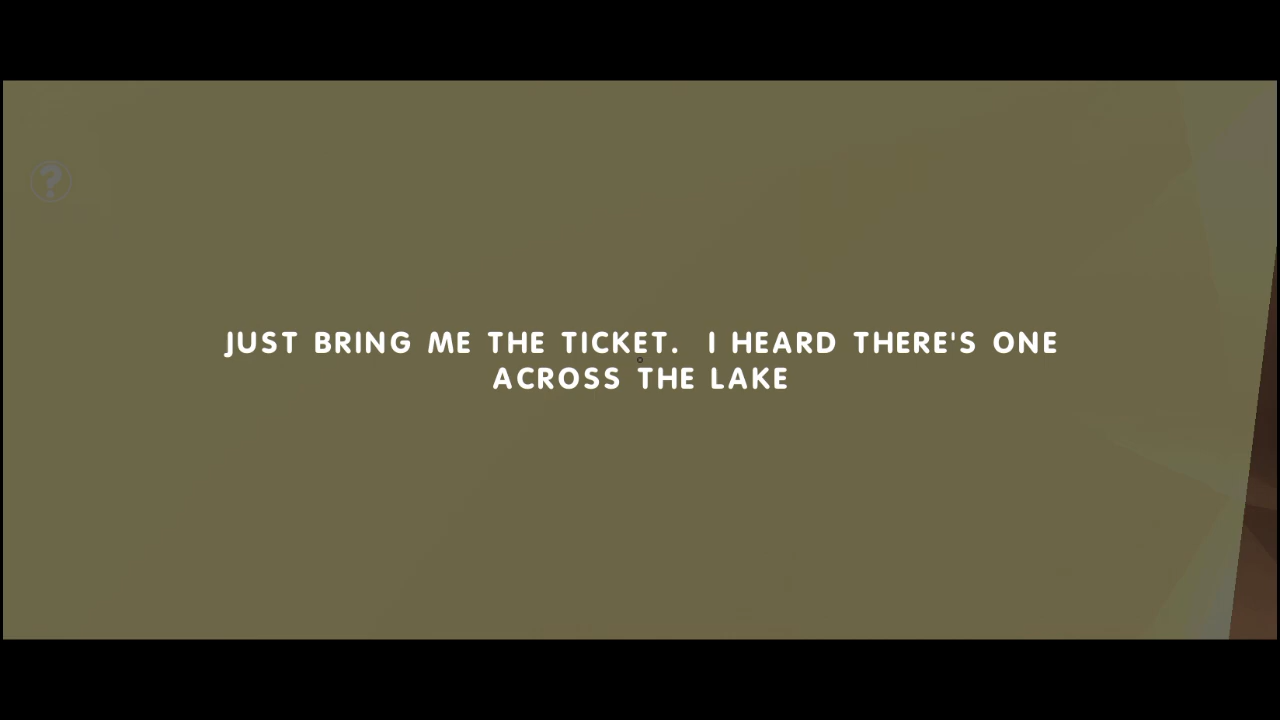 ?
JUST BRING ME THE TICKET.  I HEARD THERE'S ONE
ACROSS THE LAKE